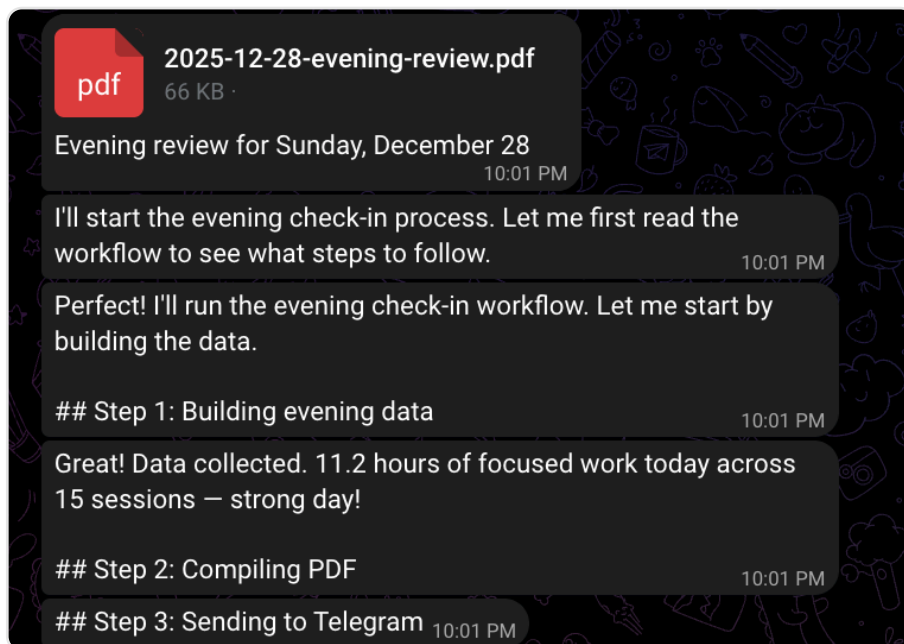 pdf
2025-12-28-evening-review.pdf
66 KB ·
Evening review for Sunday, December 28
10:01 PM
I'll start the evening check-in process. Let me first read the
workflow to see what steps to follow.
10:01 PM
Perfect! I'll run the evening check-in workflow. Let me start by
building the data.
## Step 1: Building evening data
10:01 PM
Great! Data collected. 11.2 hours of focused work today across
15 sessions — strong day!
## Step 2: Compiling PDF
10:01 PM
## Step 3: Sending to Telegram
10:01 PM